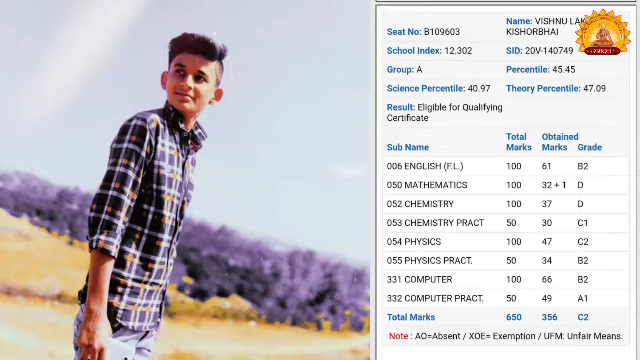 Seat No: B109603
Name: VISHNU
KISHORBHAI
School Index: 12.302
SID: 20V-140749
Group: A
Percentile: 45.45
Science Percentile: 40.97
Theory Percentile: 47.09
Result: Eligible for Qualifying
Certificate
Sub Name Total Marks Obtained Marks Grade
006 ENGLISH (F.L.) 100 61 B2
050 MATHEMATICS 100 32 + 1 D
052 CHEMISTRY 100 37 D
053 CHEMISTRY PRACT 50 30 C1
054 PHYSICS 100 47 C2
055 PHYSICS PRACT. 50 34 B2
331 COMPUTER 100 66 B2
332 COMPUTER PRACT. 50 49 A1
Total Marks 650 356 C2
Note : AO=Absent / XOE= Exemption / UFM: Unfair Means.